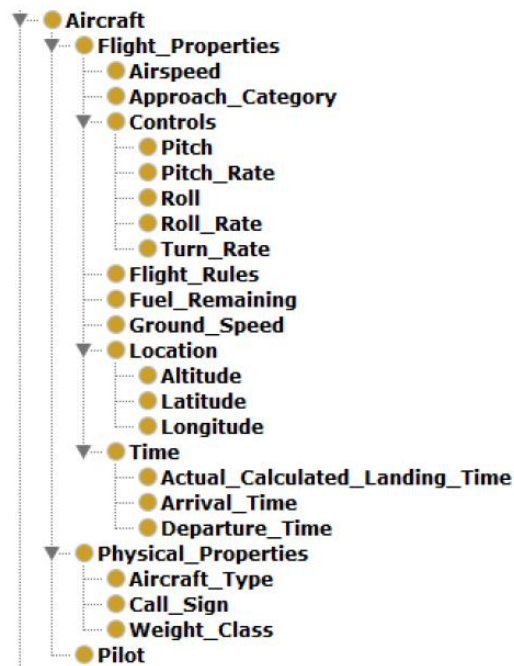 Aircraft
Flight_Properties
Airspeed
Approach_Category
Controls
Pitch
Pitch_Rate
Roll
Roll_Rate
Turn_Rate
Flight_Rules
Fuel_Remaining
Ground_Speed
Location
Altitude
Latitude
Longitude
Time
Actual_Calculated_Landing_Time
Arrival_Time
Departure_Time
Physical_Properties
Aircraft_Type
Call_Sign
Weight_Class
Pilot